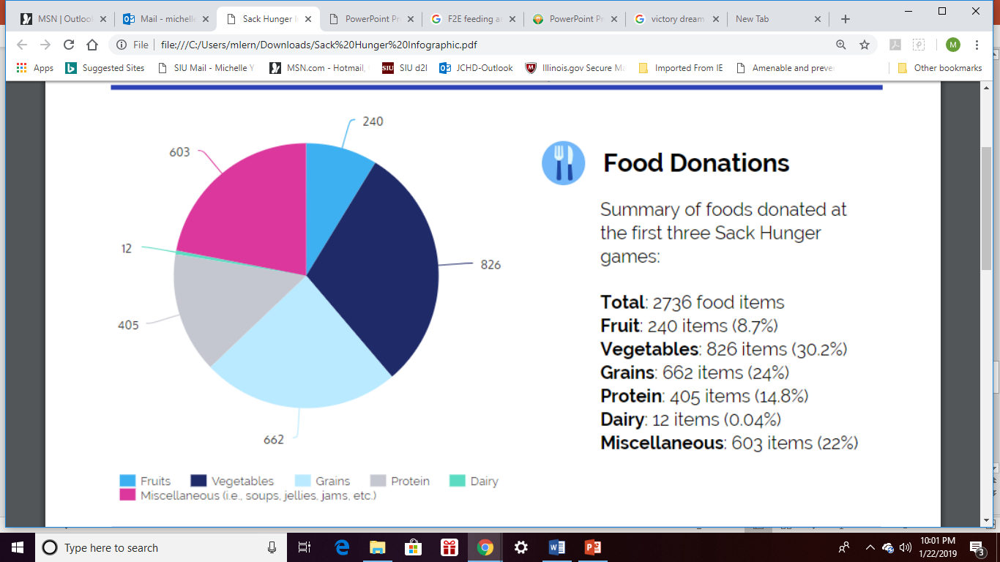 MSN | Outloo
Mail - michelle
Sack Hunger I
PowerPoint Pr
F2E feeding a
PowerPoint Pr
victory dream
New Tab
File | file:///C:/Users/mlern/Downloads/Sack%20Hunger%20Infographic.pdf
M
Apps
Suggested Sites
SIU Mail - Michelle Y
MSN.com - Hotmail,
SIU
SIU d2l
JCHD-Outlook
Illinois.gov Secure Ma
Imported From IE
Amenable and preve
Other bookmarks
240
603
12
826
405
662
Fruits
Vegetables
Grains
Protein
Dairy
Miscellaneous (i.e., soups, jellies, jams, etc.)
Food Donations
Summary of foods donated at
the first three Sack Hunger
games:
Total: 2736 food items
Fruit: 240 items (8.7%)
Vegetables: 826 items (30.2%)
Grains: 662 items (24%)
Protein: 405 items (14.8%)
Dairy: 12 items (0.04%)
Miscellaneous: 603 items (22%)
Type here to search
10:01 PM
1/22/2019
3